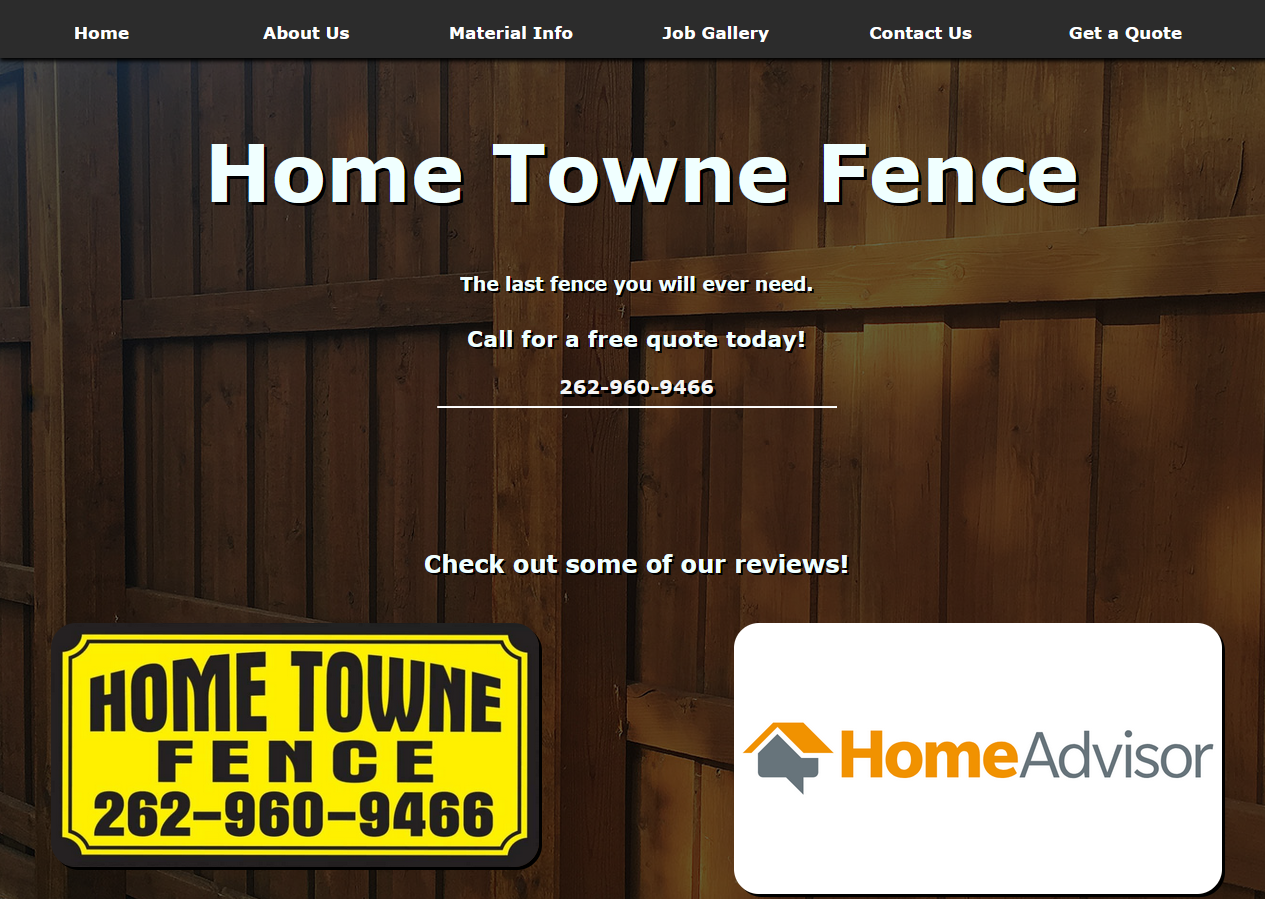 Home
About Us
Material Info
Job Gallery
Contact Us
Get a Quote
Home Towne Fence
The last fence you will ever need.
Call for a free quote today!
262-960-9466
Check out some of our reviews!
HOME TOWNE
FENCE
262-960-9466
HomeAdvisor